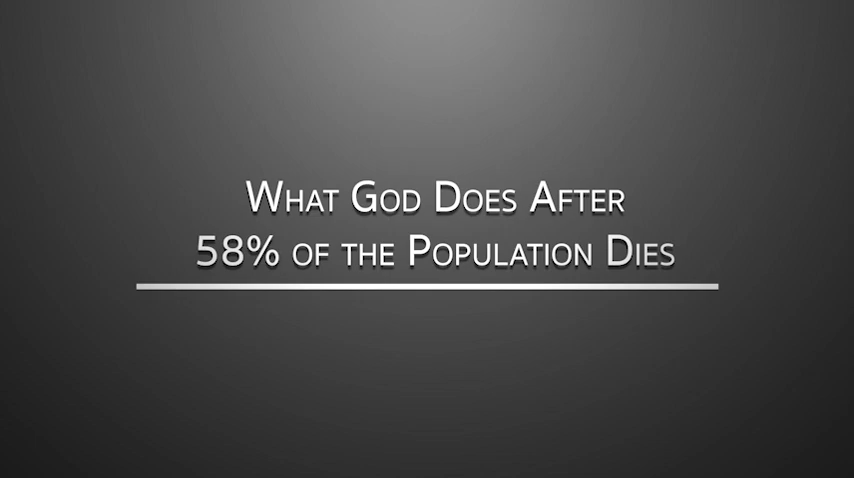 What God Does After
58% of the Population Dies